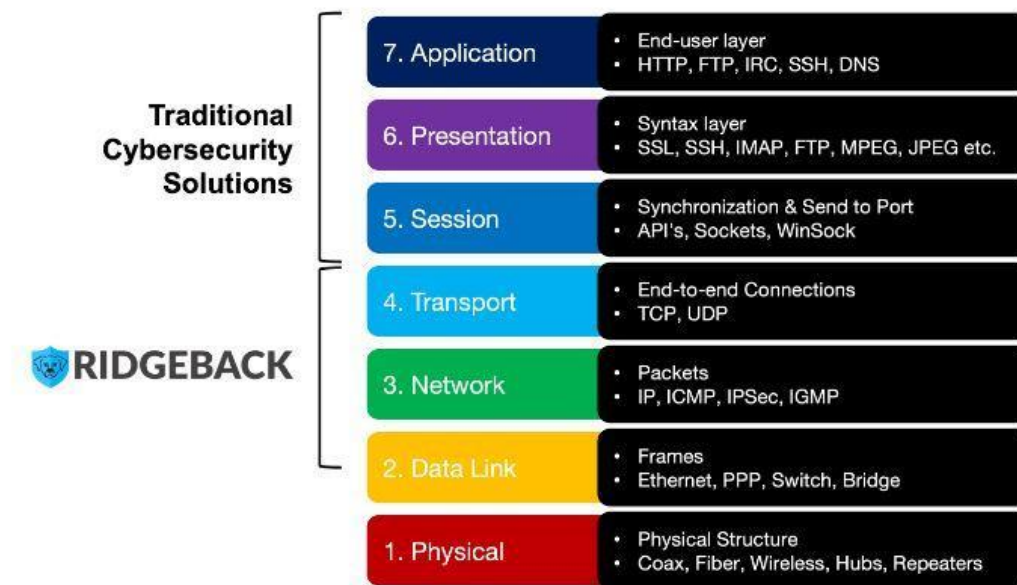 Traditional
Cybersecurity
Solutions
RIDGEBACK
7. Application
• End-user layer
• HTTP, FTP, IRC, SSH, DNS
6. Presentation
• Syntax layer
• SSL, SSH, IMAP, FTP, MPEG, JPEG etc.
5. Session
• Synchronization & Send to Port
• API's, Sockets, WinSock
4. Transport
• End-to-end Connections
• TCP, UDP
3. Network
• Packets
• IP, ICMP, IPSec, IGMP
2. Data Link
• Frames
• Ethernet, PPP, Switch, Bridge
1. Physical
• Physical Structure
• Coax, Fiber, Wireless, Hubs, Repeaters